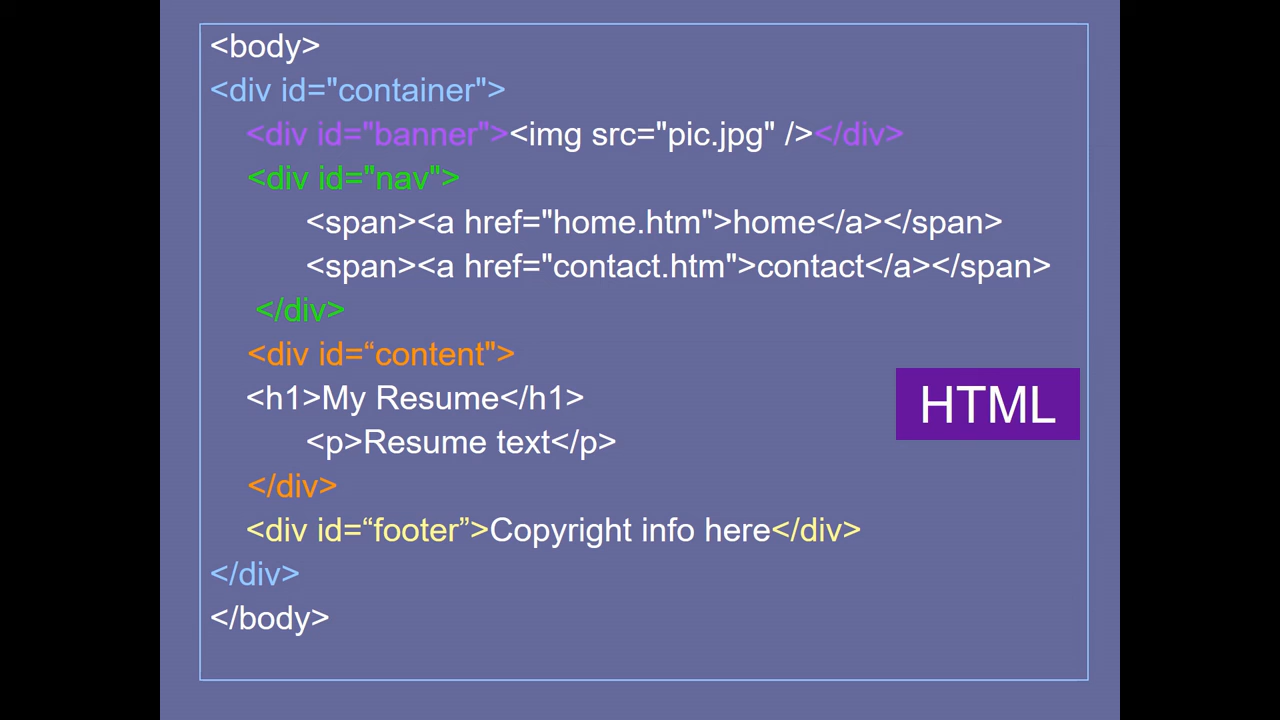 <body>
<div id="container">
<div id="banner"><img src="pic.jpg" /></div>
<div id="nav">
<span><a href="home.htm">home</a></span>
<span><a href="contact.htm">contact</a></span>
</div>
<div id=“content">
<h1>My Resume</h1>
<p>Resume text</p>
</div>
<div id=“footer”>Copyright info here</div>
</div>
</body>
HTML